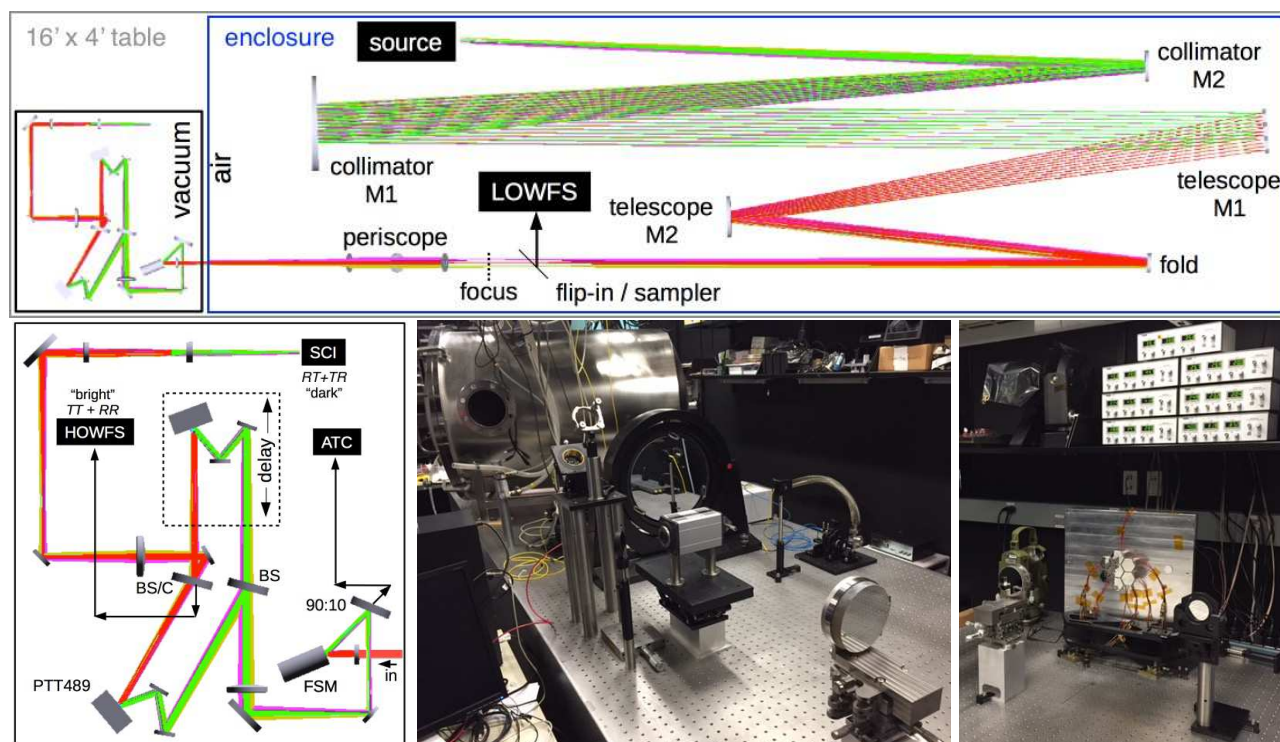 16' x 4' table
enclosure
source
collimator
M2
vacuum
air
collimator
M1
LOWFS
telescope
M2
telescope
M1
periscope
focus
flip-in / sampler
fold
SCI
RT+TR
"dark"
"bright"
TT + RR
HOWFS
delay
ATC
BS/C
BS
90:10
in
PTT489
FSM